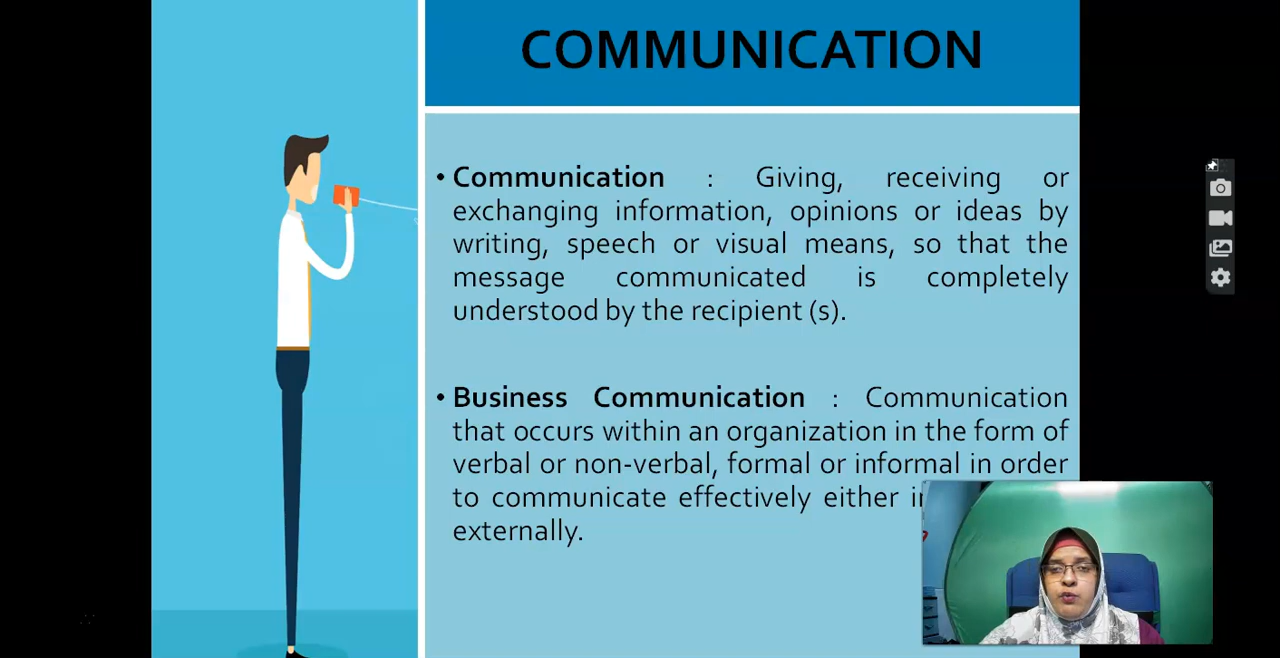 COMMUNICATION
• Communication : Giving, receiving or
exchanging information, opinions or ideas by
writing, speech or visual means, so that the
message communicated is completely
understood by the recipient (s).
• Business Communication : Communication
that occurs within an organization in the form of
verbal or non-verbal, formal or informal in order
to communicate effectively either
externally.